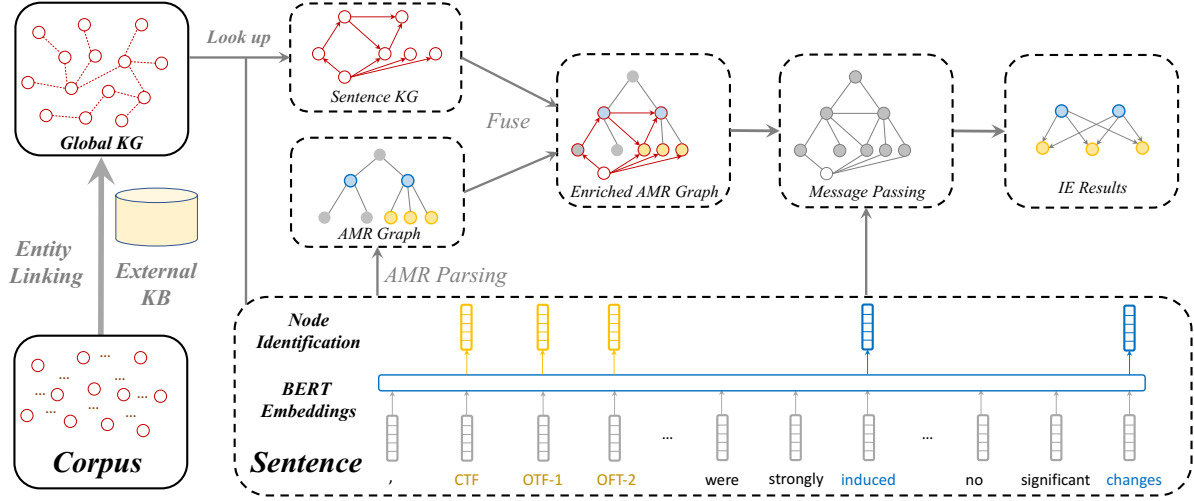 Look up
Global KG
Sentence KG
Fuse
Enriched AMR Graph
Message Passing
IE Results
AMR Graph
Entity
Linking
External
KB
AMR Parsing
Node
Identification
BERT
Embeddings
...
...
...
...
...
...
...
Corpus
Sentence
... ...
, CTF OTF-1 OFT-2 were strongly induced no significant changes